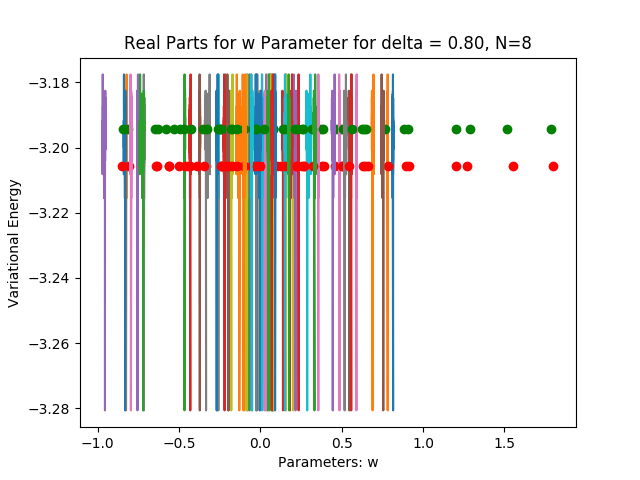 Real Parts for w Parameter for delta = 0.80, N=8
Variational Energy
−3.18
−3.20
−3.22
−3.24
−3.26
−3.28
−1.0 −0.5 0.0 0.5 1.0 1.5
Parameters: w